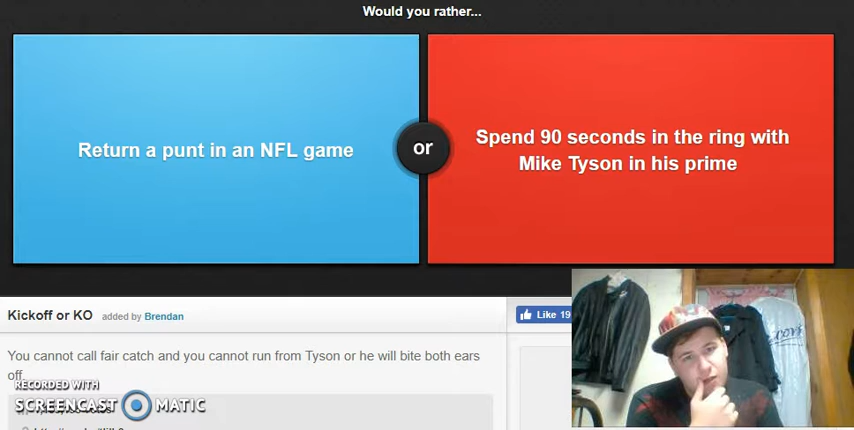 Would you rather...
Return a punt in an NFL game
or
Spend 90 seconds in the ring with
Mike Tyson in his prime
Kickoff or KO added by Brendan
Like 19
You cannot call fair catch and you cannot run from Tyson or he will bite both ears
off.
RECORDED WITH
SCREENCAST MATIC